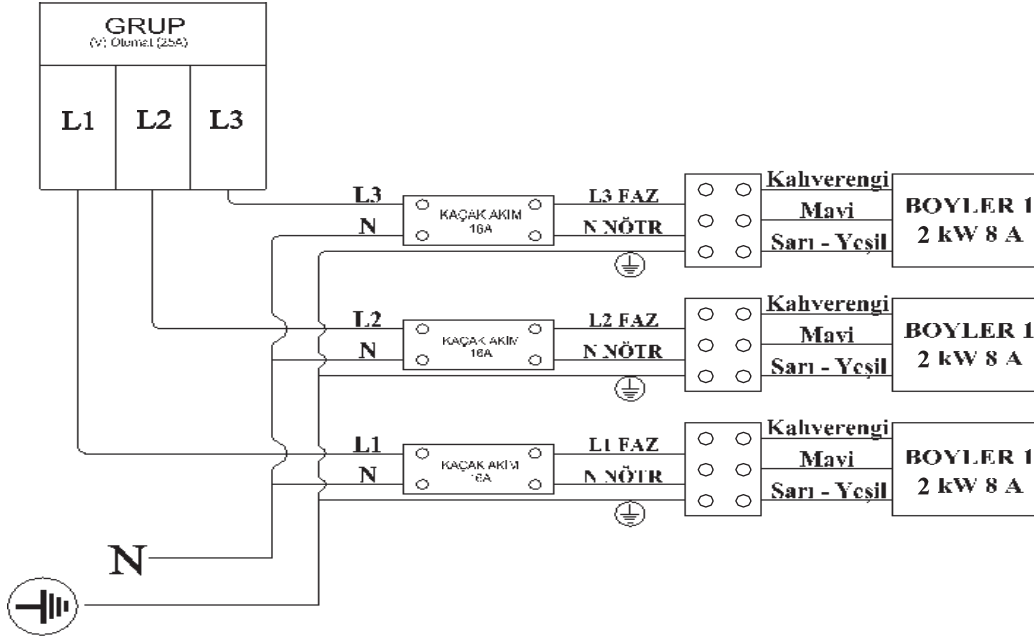 GRUP
(V) Otomat (25A)
L1 L2 L3
L3
N
KAÇAK AKIM
16A
L3 FAZ
N NÖTR
Kahverengi
Mavi
Sarı - Yeşil
BOYLER 1
2 kW 8 A
L2
N
KAÇAK AKIM
16A
L2 FAZ
N NÖTR
Kahverengi
Mavi
Sarı - Yeşil
BOYLER 1
2 kW 8 A
L1
N
KAÇAK AKIM
16A
L1 FAZ
N NÖTR
Kahverengi
Mavi
Sarı - Yeşil
BOYLER 1
2 kW 8 A
N